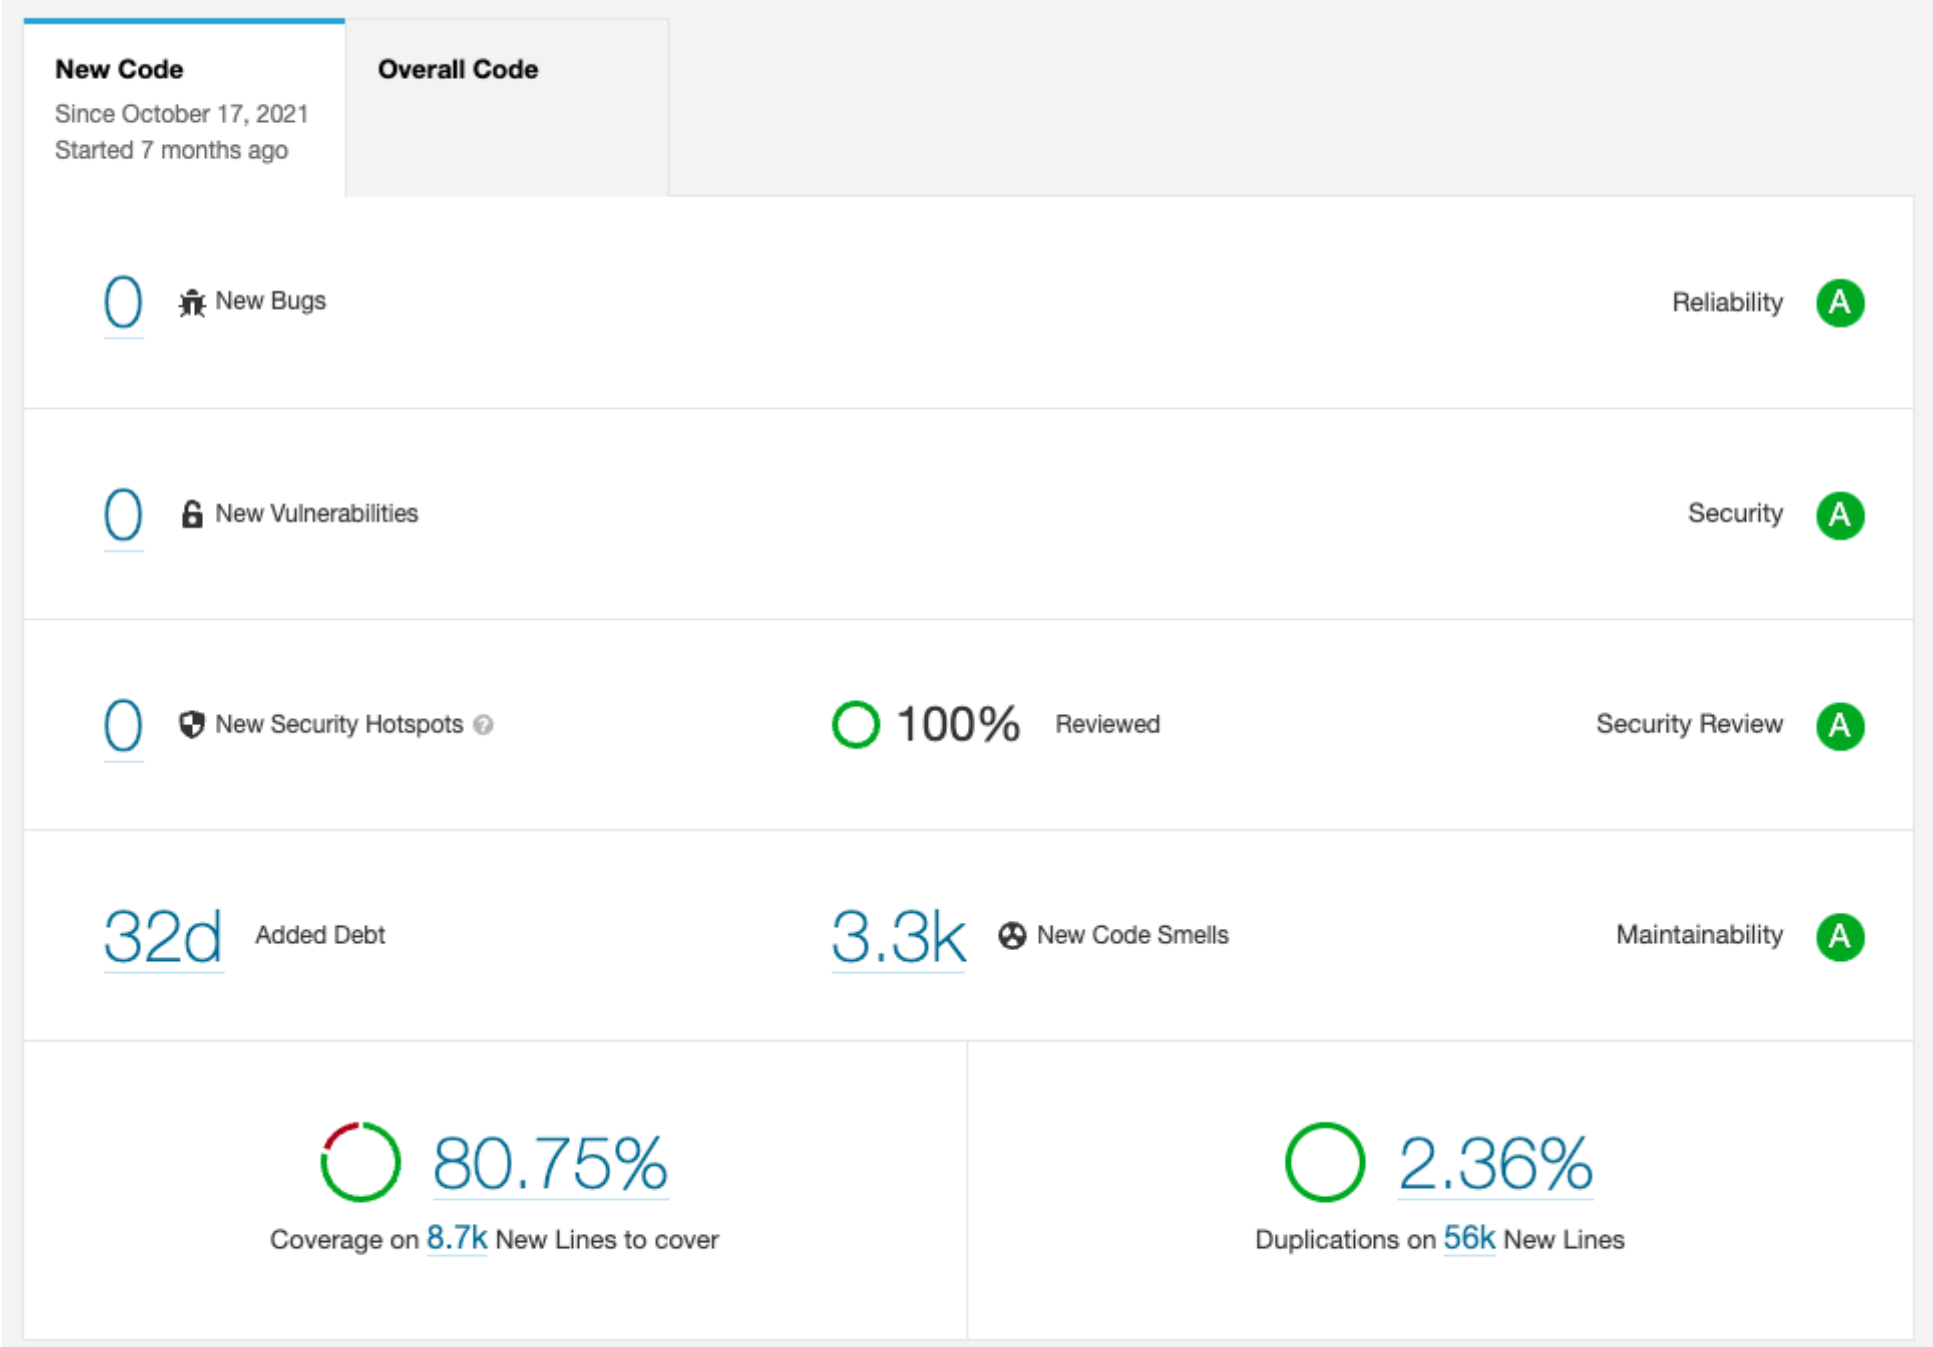 New Code
Since October 17, 2021
Started 7 months ago
Overall Code
0 New Bugs Reliability A
0 New Vulnerabilities Security A
0 New Security Hotspots ? 100% Reviewed Security Review A
32d Added Debt 3.3k New Code Smells Maintainability A
80.75%
Coverage on 8.7k New Lines to cover
2.36%
Duplications on 56k New Lines